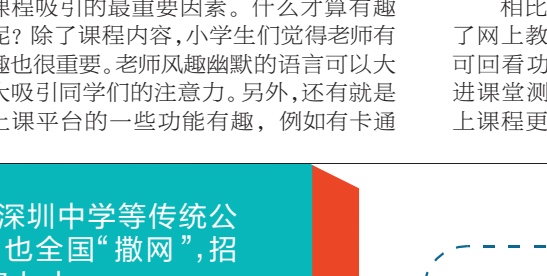 课程吸引的最重要因素。什么才算有趣
呢？除了课程内容，小学生们觉得老师有
趣也很重要。老师风趣幽默的语言可以大
大吸引同学们的注意力。另外，还有就是
上课平台的一些功能有趣，例如有卡通
相比
了网上教
可回看功
进课堂测
上课程更
深圳中学等传统公
也全国“撒网”，招